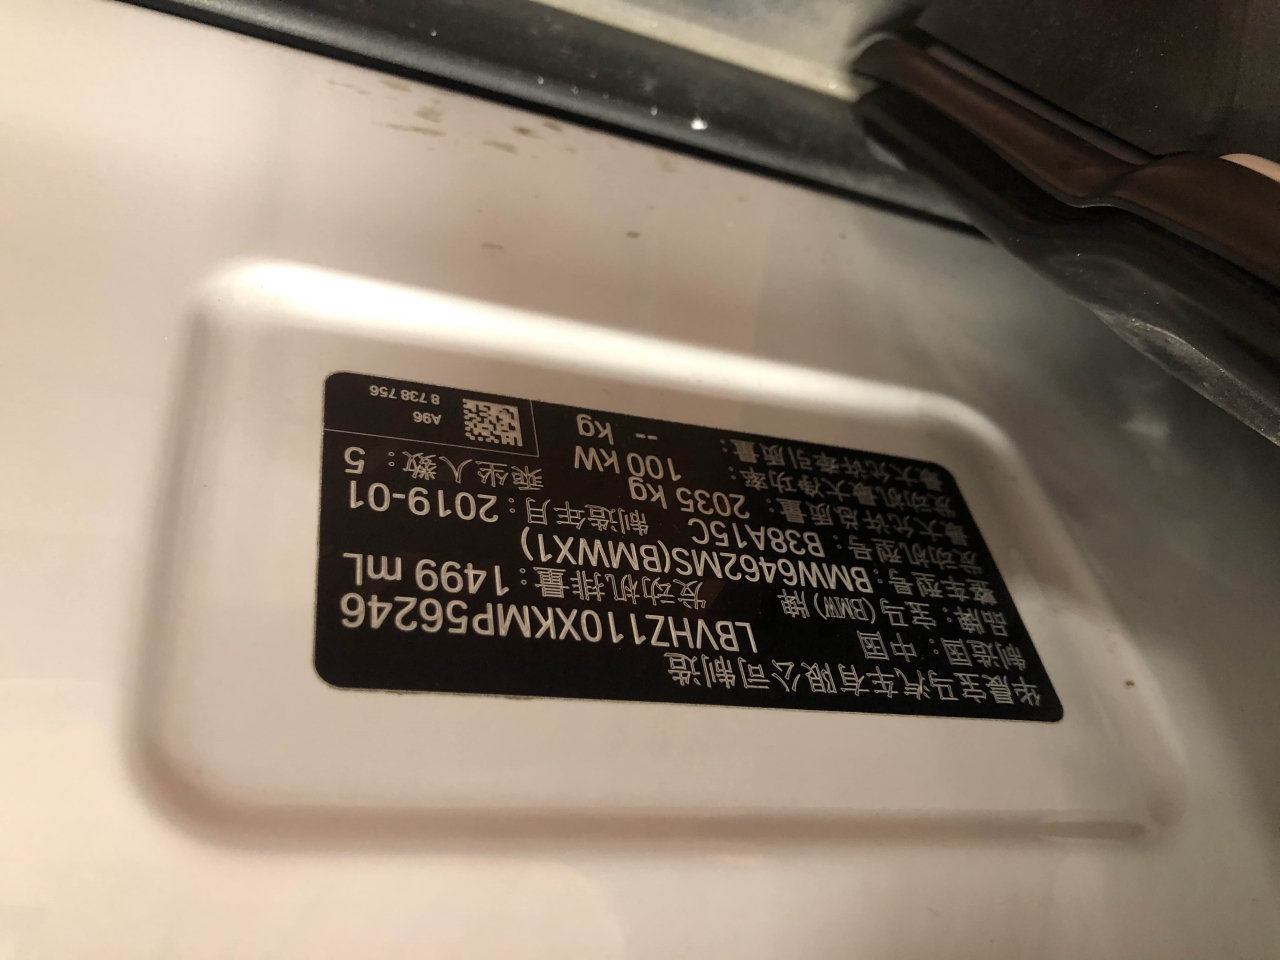 华晨宝马汽车有限公司制造
制造国：中国 LBVHZ110XKMP56246
品牌：宝马(BMW)牌 发动机排量：1499 mL
整车型号：BMW6462MS(BMWX1)
发动机型号：B38A15C 制造年月：2019-01
最大允许总质量：2035 kg 乘坐人数：5
发动机最大净功率：100 kW
最大允许牵引质量：-- kg
A96
8 738 756